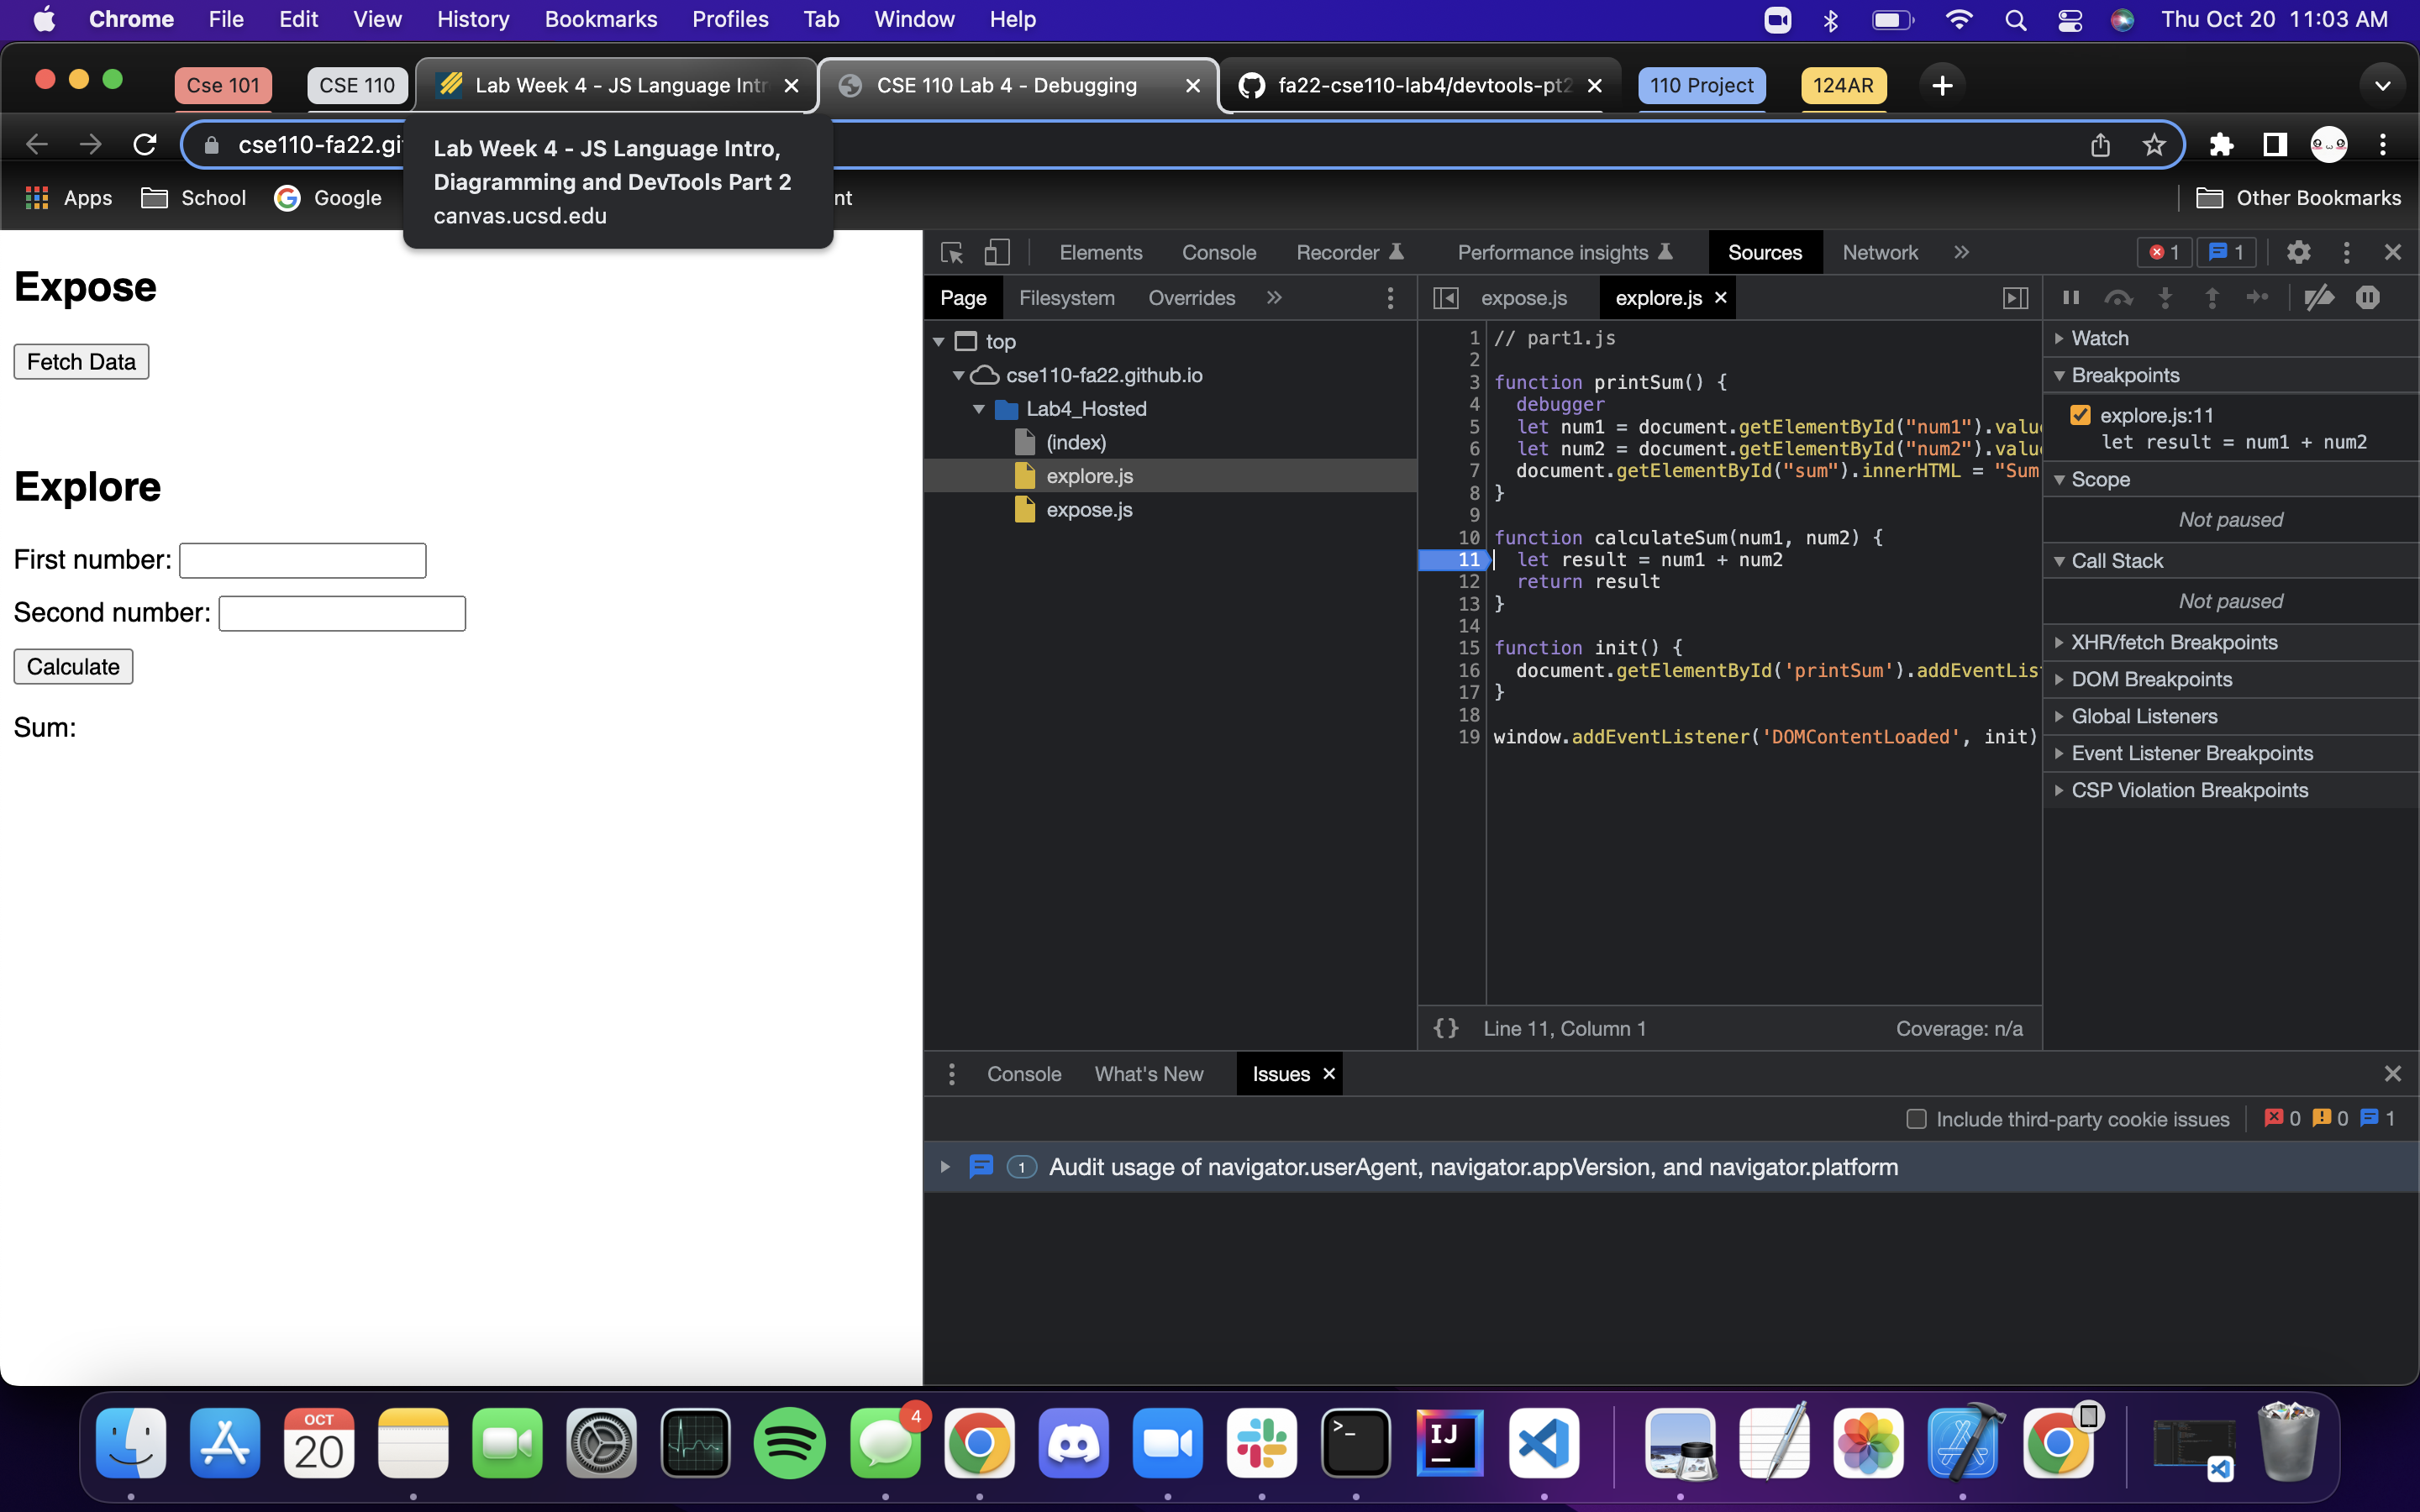 Chrome File Edit View History Bookmarks Profiles Tab Window Help Thu Oct 20 11:03 AM
Cse 101 CSE 110 Lab Week 4 - JS Language Intr CSE 110 Lab 4 - Debugging fa22-cse110-lab4/devtools-pt2 110 Project 124AR
cse110-fa22.gi
Lab Week 4 - JS Language Intro,
Diagramming and DevTools Part 2
canvas.ucsd.edu
Apps School Google nt Other Bookmarks
Expose
Fetch Data
Explore
First number:
Second number:
Calculate
Sum:
Elements Console Recorder Performance insights Sources Network 1 1
Page Filesystem Overrides
top
cse110-fa22.github.io
Lab4_Hosted
(index)
explore.js
expose.js
expose.js explore.js
1 // part1.js
2
3 function printSum() {
4 debugger
5 let num1 = document.getElementById("num1").valu
6 let num2 = document.getElementById("num2").valu
7 document.getElementById("sum").innerHTML = "Sum
8 }
9
10 function calculateSum(num1, num2) {
11 let result = num1 + num2
12 return result
13 }
14
15 function init() {
16 document.getElementById('printSum').addEventLis
17 }
18
19 window.addEventListener('DOMContentLoaded', init)
{} Line 11, Column 1 Coverage: n/a
Watch
Breakpoints
explore.js:11
let result = num1 + num2
Scope
Not paused
Call Stack
Not paused
XHR/fetch Breakpoints
DOM Breakpoints
Global Listeners
Event Listener Breakpoints
CSP Violation Breakpoints
Console What's New Issues
Include third-party cookie issues 0 0 1
1 Audit usage of navigator.userAgent, navigator.appVersion, and navigator.platform
OCT
20
4
>_
IJ